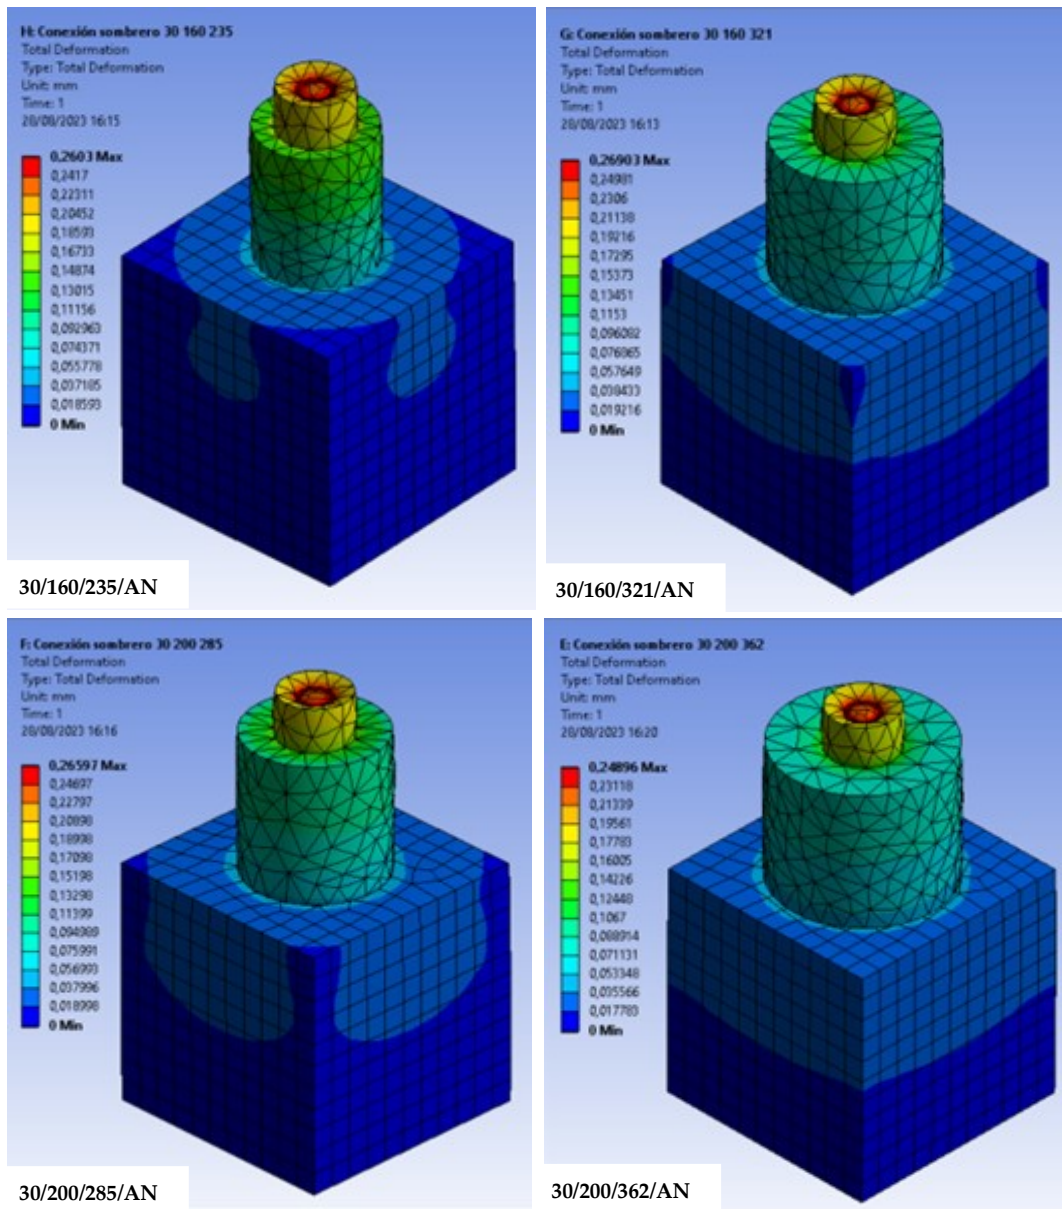 H: Conexión sombrero 30 160 235
Total Deformation
Type: Total Deformation
Unit: mm
Time: 1
28/08/2023 16:15
0,2603 Max
0,2417
0,22311
0,20452
0,18593
0,16733
0,14874
0,13015
0,11156
0,092963
0,074371
0,055778
0,037185
0,018593
0 Min
30/160/235/AN
G: Conexión sombrero 30 160 321
Total Deformation
Type: Total Deformation
Unit: mm
Time: 1
28/08/2023 16:13
0,26903 Max
0,24981
0,2306
0,21138
0,19216
0,17295
0,15373
0,13451
0,1153
0,096082
0,076865
0,057649
0,038433
0,019216
0 Min
30/160/321/AN
F: Conexión sombrero 30 200 285
Total Deformation
Type: Total Deformation
Unit: mm
Time: 1
28/08/2023 16:16
0,26597 Max
0,24697
0,22797
0,20898
0,18998
0,17098
0,15198
0,13298
0,11399
0,094989
0,075991
0,056993
0,037996
0,018998
0 Min
30/200/285/AN
E: Conexión sombrero 30 200 362
Total Deformation
Type: Total Deformation
Unit: mm
Time: 1
28/08/2023 16:20
0,24896 Max
0,23118
0,21339
0,19561
0,17783
0,16005
0,14226
0,12448
0,1067
0,088914
0,071131
0,053348
0,035566
0,017783
0 Min
30/200/362/AN